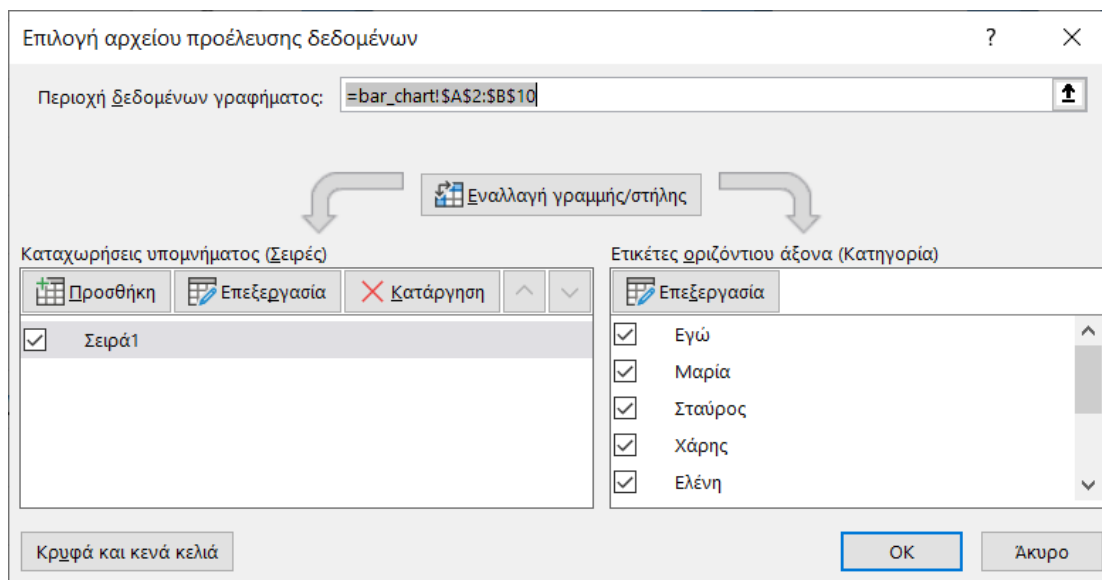 Επιλογή αρχείου προέλευσης δεδομένων ?
Περιοχή δεδομένων γραφήματος: =bar_chart!$A$2:$B$10
Εναλλαγή γραμμής/στήλης
Καταχωρήσεις υπομνήματος (Σειρές)
Προσθήκη Επεξεργασία Κατάργηση
Σειρά1
Ετικέτες οριζόντιου άξονα (Κατηγορία)
Επεξεργασία
Εγώ
Μαρία
Σταύρος
Χάρης
Ελένη
Κρυφά και κενά κελιά
OK Άκυρο